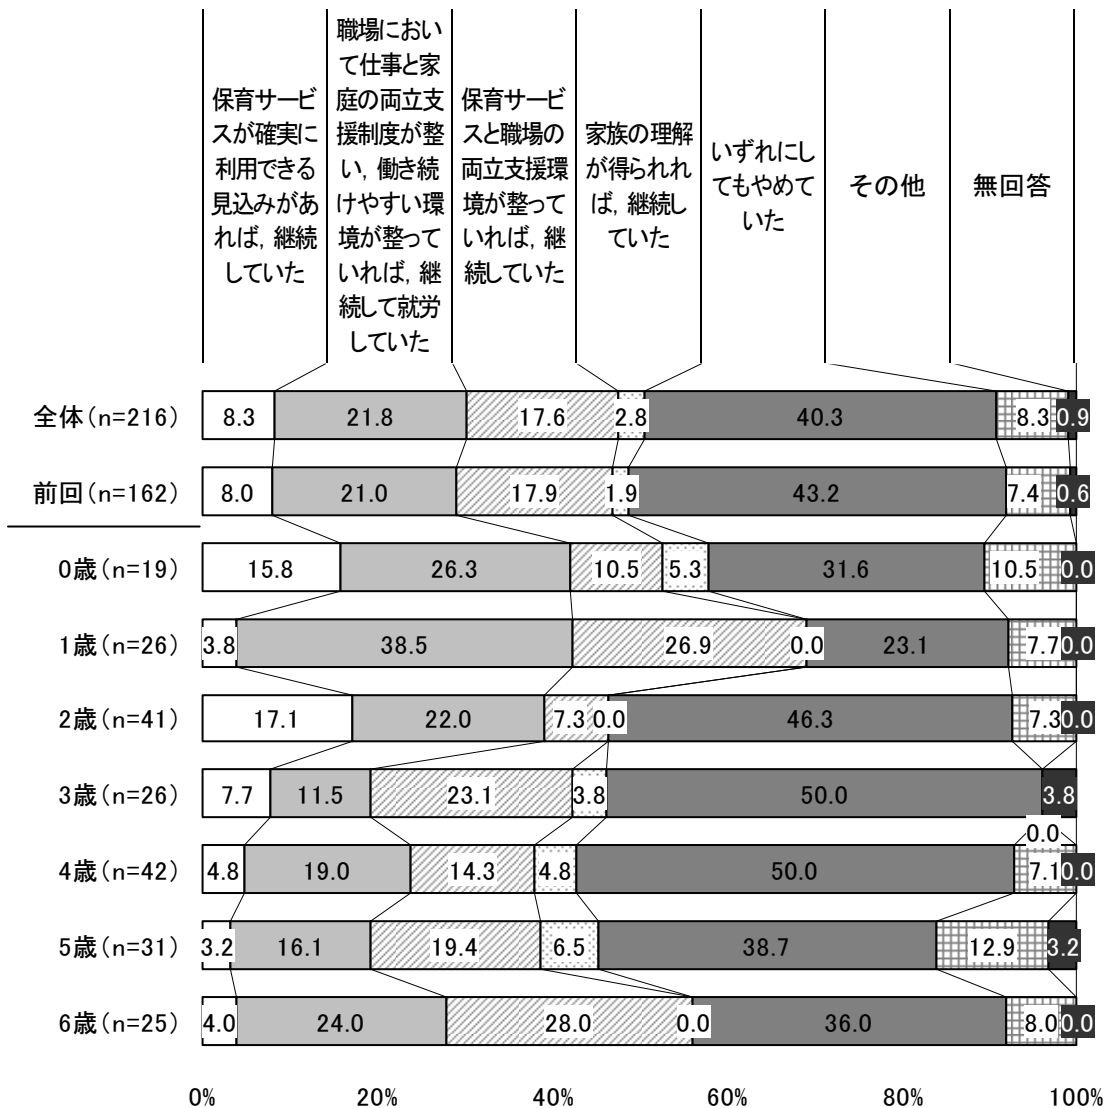 保育サービ
スが確実に
利用できる
見込みがあ
れば，継続
していた
職場におい
て仕事と家
庭の両立支
援制度が整
い，働き続
けやすい環
境が整って
いれば，継
続して就労
していた
保育サービ
スと職場の
両立支援環
境が整って
いれば，継
続していた
家族の理解
が得られれ
ば，継続し
ていた
いずれにし
てもやめて
いた
その他
無回答
全体(n=216) 8.3 21.8 17.6 2.8 40.3 8.3 0.9
前回(n=162) 8.0 21.0 17.9 1.9 43.2 7.4 0.6
0歳(n=19) 15.8 26.3 10.5 5.3 31.6 10.5 0.0
1歳(n=26) 3.8 38.5 26.9 0.0 23.1 7.7 0.0
2歳(n=41) 17.1 22.0 7.3 0.0 46.3 7.3 0.0
3歳(n=26) 7.7 11.5 23.1 3.8 50.0 3.8
0.0
4歳(n=42) 4.8 19.0 14.3 4.8 50.0 7.1 0.0
5歳(n=31) 3.2 16.1 19.4 6.5 38.7 12.9 3.2
6歳(n=25) 4.0 24.0 28.0 0.0 36.0 8.0 0.0
0% 20% 40% 60% 80% 100%